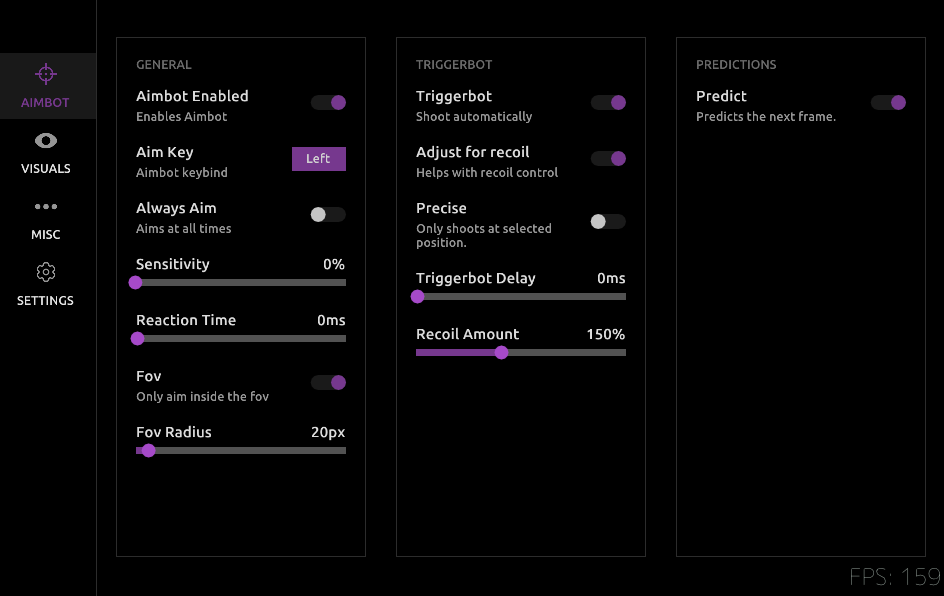 AIMBOT
VISUALS
MISC
SETTINGS
GENERAL
Aimbot Enabled
Enables Aimbot
Aim Key
Aimbot keybind
Left
Always Aim
Aims at all times
Sensitivity 0%
Reaction Time 0ms
Fov
Only aim inside the fov
Fov Radius 20px
TRIGGERBOT
Triggerbot
Shoot automatically
Adjust for recoil
Helps with recoil control
Precise
Only shoots at selected
position.
Triggerbot Delay 0ms
Recoil Amount 150%
PREDICTIONS
Predict
Predicts the next frame.
FPS: 159